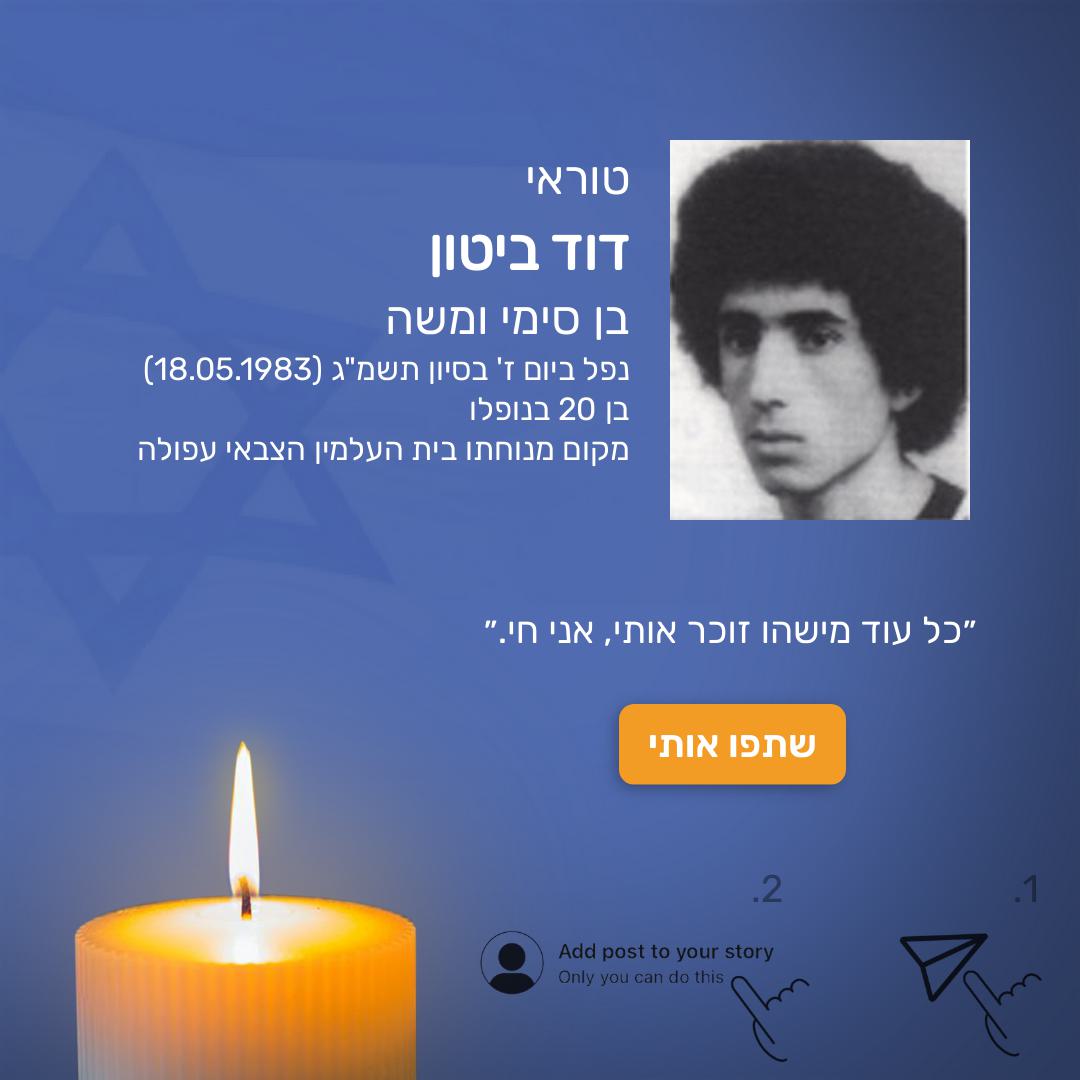 טוראי
דוד ביטון
בן סימי ומשה
נפל ביום ז' בסיון תשמ"ג (18.05.1983)
בן 20 בנופלו
מקום מנוחתו בית העלמין הצבאי עפולה
״כל עוד מישהו זוכר אותי, אני חי.״
שתפו אותי
.1
.2
Add post to your story
Only you can do this